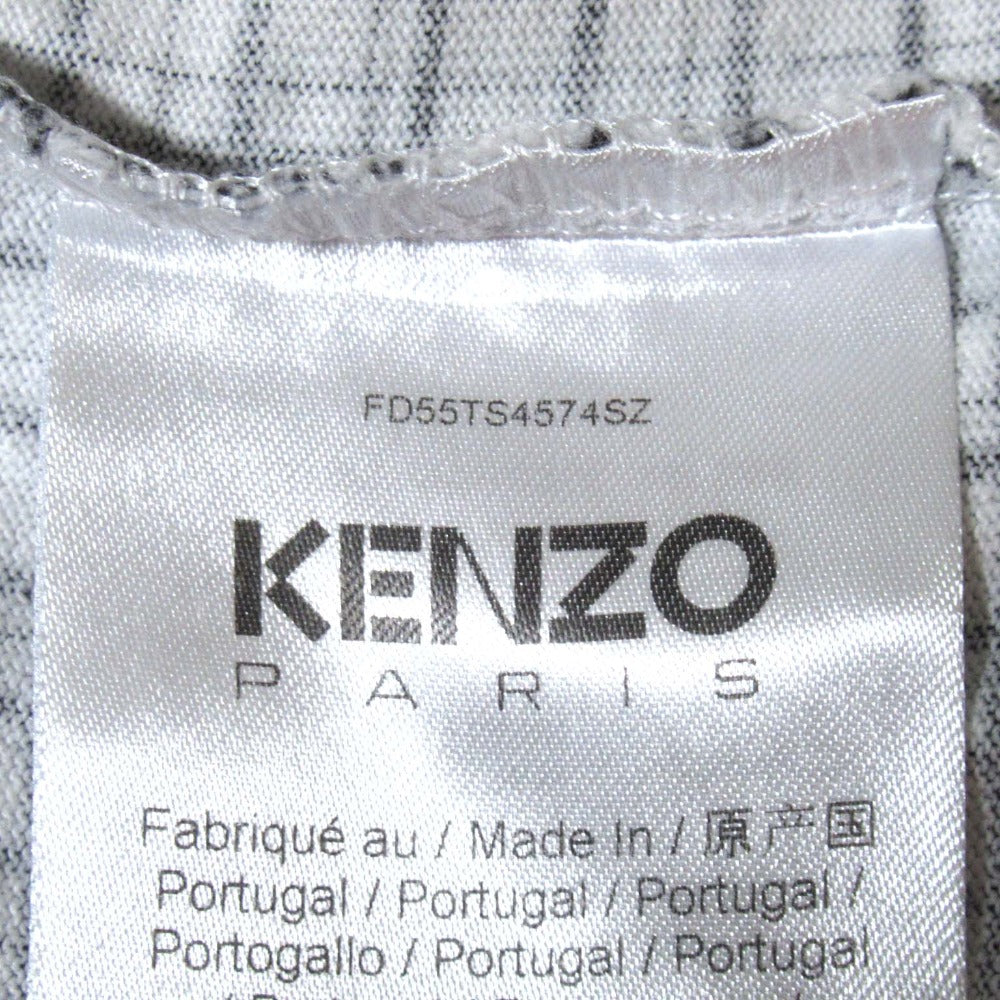 FD55TS4574SZ
KENZO
PARIS
Fabriqué au / Made In / 原产国
Portugal / Portugal / Portugal /
Portogallo / Portugal / Portugal